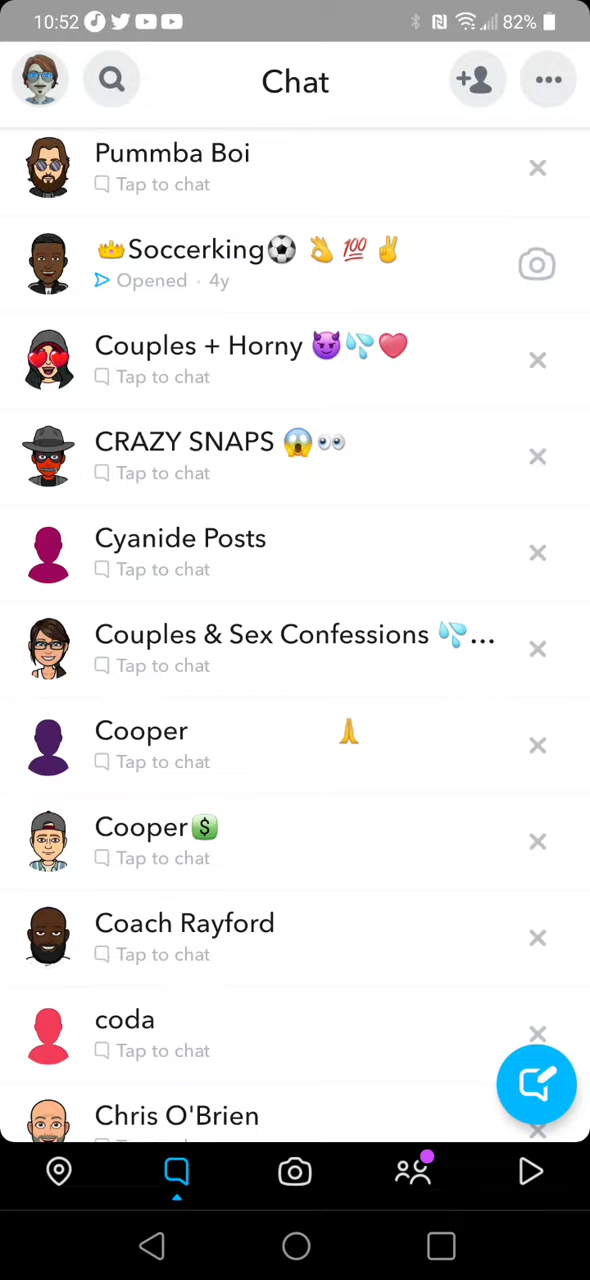 10:52 82%
Chat
Pummba Boi
Tap to chat
👑Soccerking⚽ 👌 💯 ✌
Opened · 4y
Couples + Horny 😈💦❤
Tap to chat
CRAZY SNAPS 😱👀
Tap to chat
Cyanide Posts
Tap to chat
Couples & Sex Confessions 💦...
Tap to chat
Cooper 🙏
Tap to chat
Cooper💲
Tap to chat
Coach Rayford
Tap to chat
coda
Tap to chat
Chris O'Brien